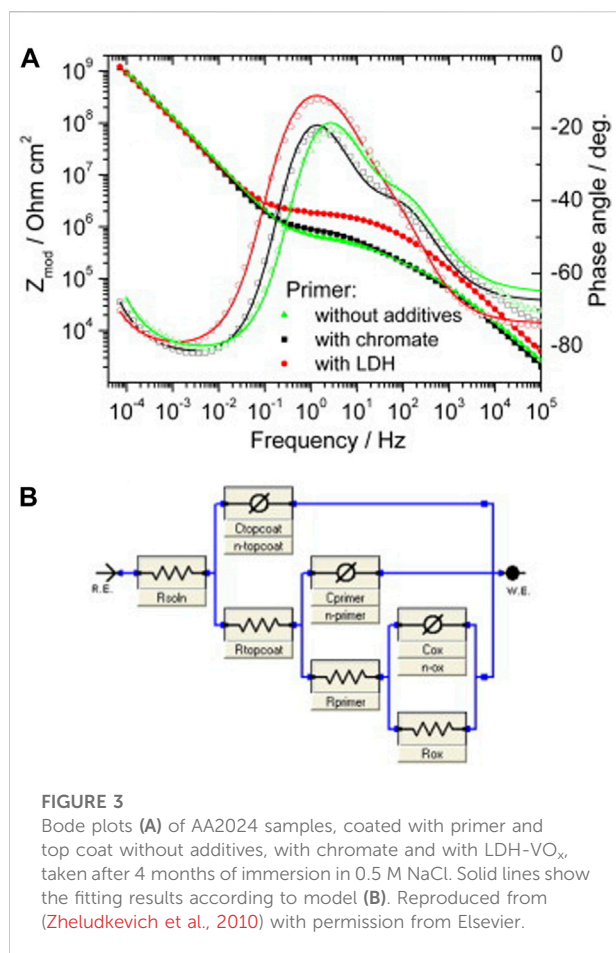 A
10⁹
10⁸
10⁷
10⁶
10⁵
10⁴
Z_mod / Ohm cm²
0
-20
-40
-60
-80
Phase angle / deg.
Primer:
without additives
with chromate
with LDH
10⁻⁴ 10⁻³ 10⁻² 10⁻¹ 10⁰ 10¹ 10² 10³ 10⁴ 10⁵
Frequency / Hz
B
Ctopcoat
n-topcoat
R.E.
Rsoln
Cprimer
n-primer
W.E.
Rtopcoat
Cox
n-ox
Rprimer
Rox
FIGURE 3
Bode plots (A) of AA2024 samples, coated with primer and
top coat without additives, with chromate and with LDH-VOₓ,
taken after 4 months of immersion in 0.5 M NaCl. Solid lines show
the fitting results according to model (B). Reproduced from
(Zheludkevich et al., 2010) with permission from Elsevier.